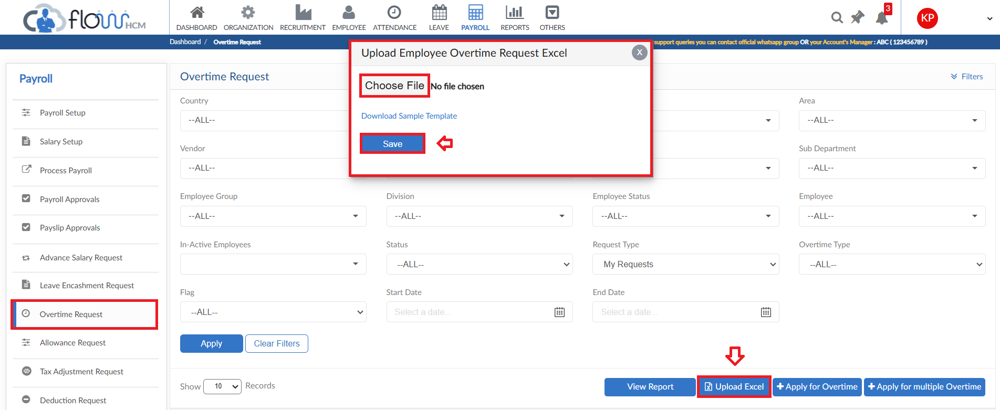 flowHCM
DASHBOARD ORGANIZATION RECRUITMENT EMPLOYEE ATTENDANCE LEAVE PAYROLL REPORTS OTHERS
3
KP
Dashboard / Overtime Request
support queries you can contact official whatsapp group OR your Account's Manager : ABC ( 123456789 )
Upload Employee Overtime Request Excel
X
Choose File No file chosen
Download Sample Template
Save
Payroll
Payroll Setup
Salary Setup
Process Payroll
Payroll Approvals
Payslip Approvals
Advance Salary Request
Leave Encashment Request
Overtime Request
Allowance Request
Tax Adjustment Request
Deduction Request
Overtime Request
Filters
Country Area
--ALL-- --ALL--
Vendor Sub Department
--ALL-- --ALL--
Employee Group Division Employee Status Employee
--ALL-- --ALL-- --ALL-- --ALL--
In-Active Employees Status Request Type Overtime Type
--ALL-- My Requests --ALL--
Flag Start Date End Date
--ALL-- Select a date... Select a date...
Apply Clear Filters
Show 10 Records
View Report Upload Excel Apply for Overtime Apply for multiple Overtime